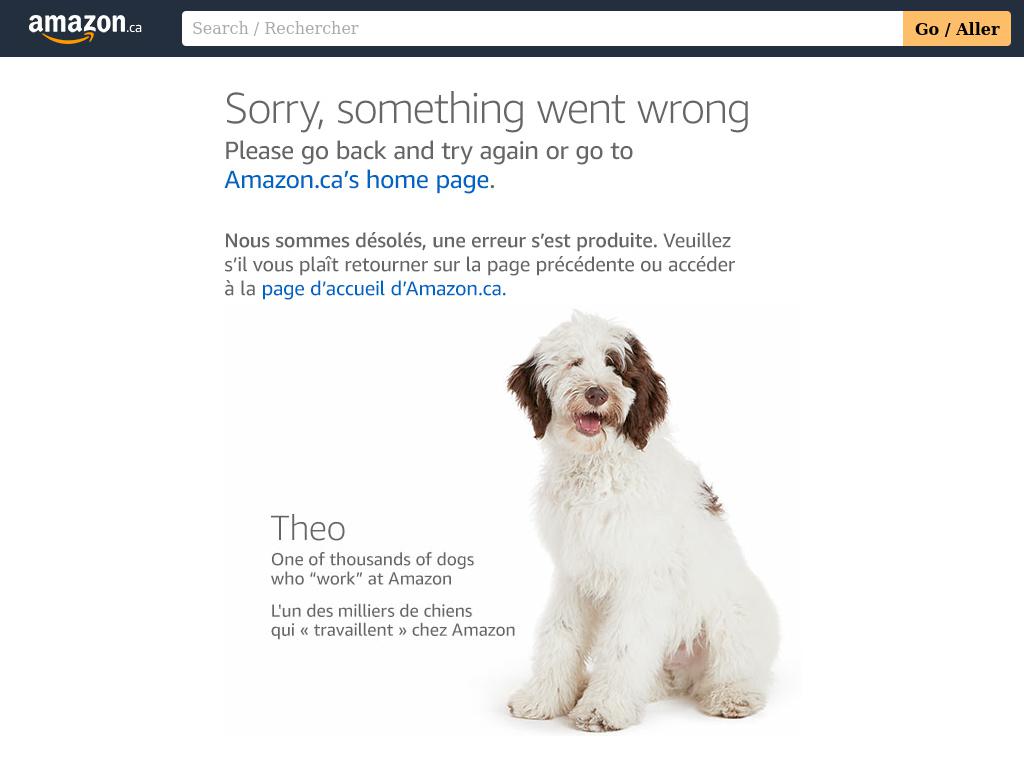 amazon.ca
Search / Rechercher
Go / Aller
Sorry, something went wrong
Please go back and try again or go to
Amazon.ca’s home page.
Nous sommes désolés, une erreur s’est produite. Veuillez
s’il vous plaît retourner sur la page précédente ou accéder
à la page d’accueil d’Amazon.ca.
Theo
One of thousands of dogs
who “work” at Amazon
L'un des milliers de chiens
qui « travaillent » chez Amazon